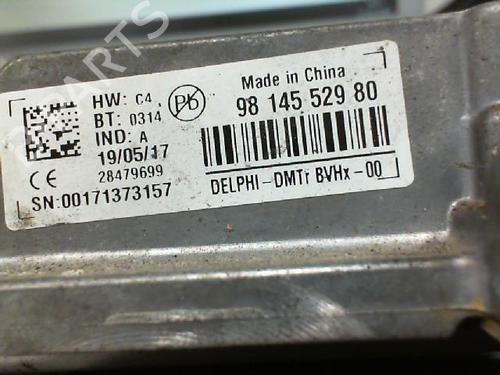 HW: C4
BT: 0314
IND: A
19/05/17
28479699
SN:00171373157
Pb
Made in China
98 145 529 80
DELPHI-DMTr BVHx-00